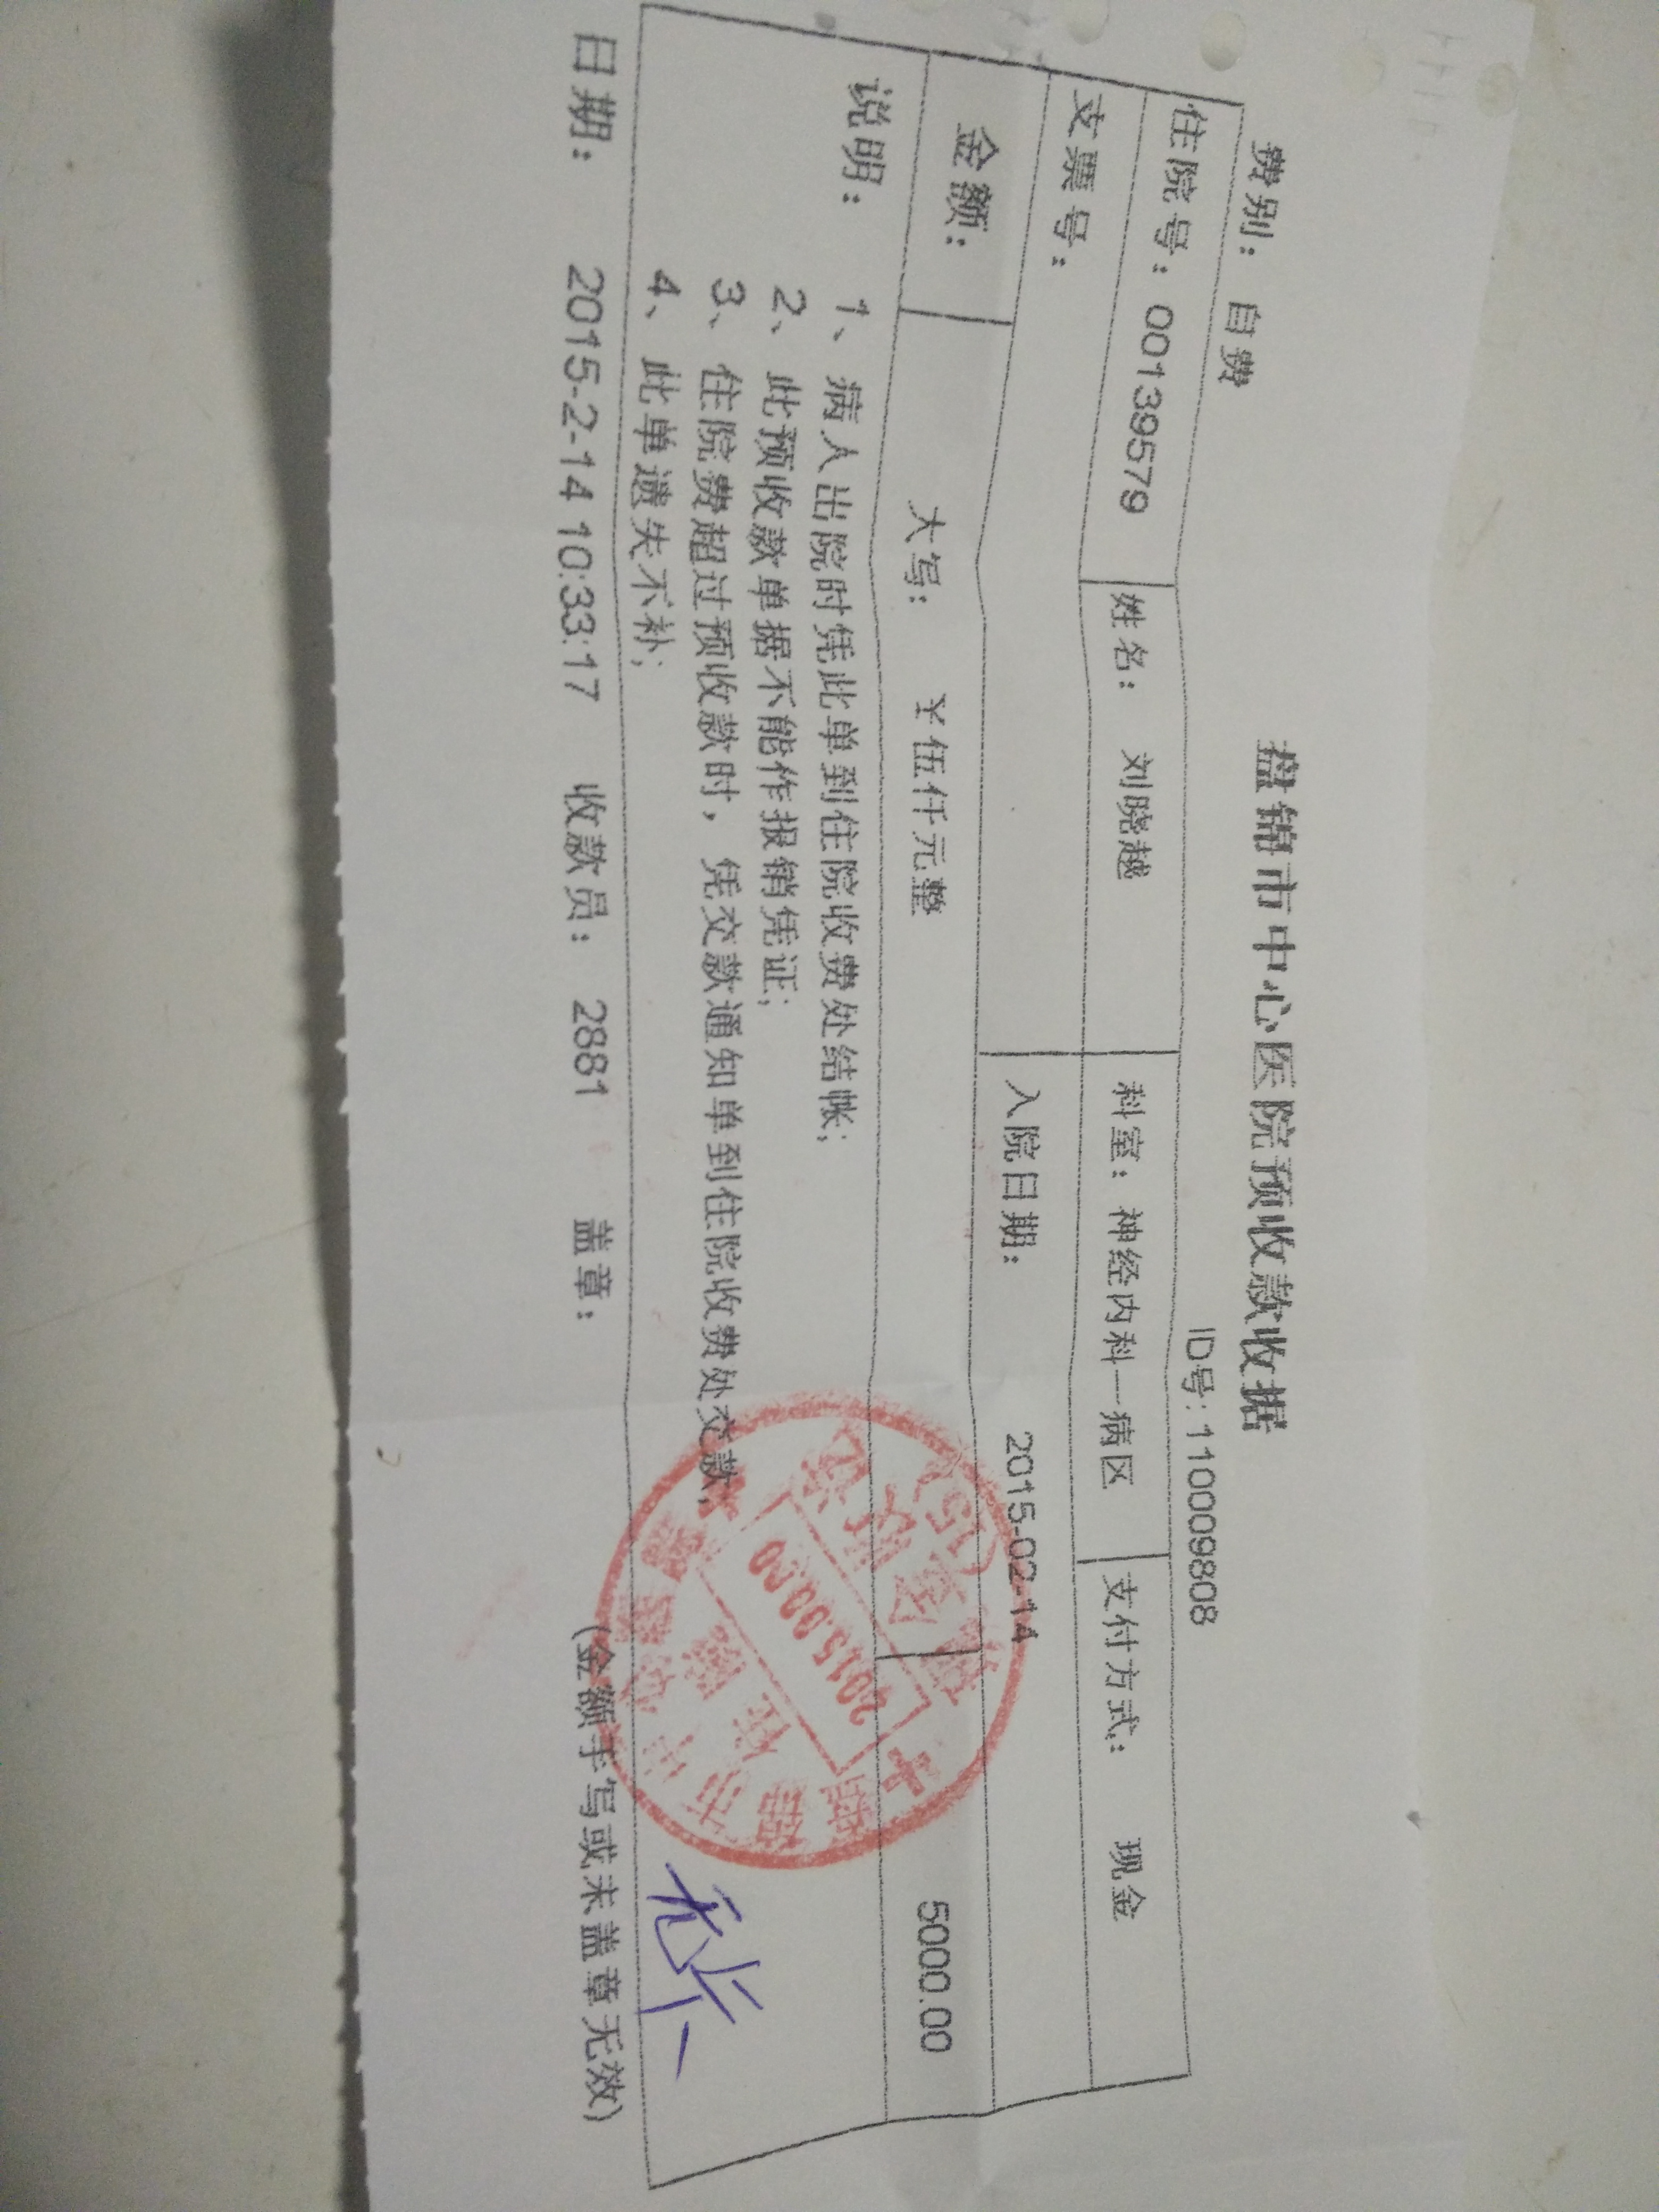 盘锦市中心医院预收款收据
费别：自费
ID号:110009808
住院号：00139579 姓名：刘晓越 科室：神经内科一病区 支付方式：现金
支票号： 入院日期：2015-02-14
金额： 大写：￥伍仟元整 5000.00
说明：1、病人出院时凭此单到住院收费处结帐;
2、此预收款单据不能作报销凭证;
3、住院费超过预收款时，凭交款通知单到住院收费处交款;
4、此单遗失不补;
无卡
日期：2015-2-14 10:33:17 收款员：2881 盖章：(金额手写或未盖章无效)
盘锦市中心医院
住院
2015.00.00
现金收讫
(15)